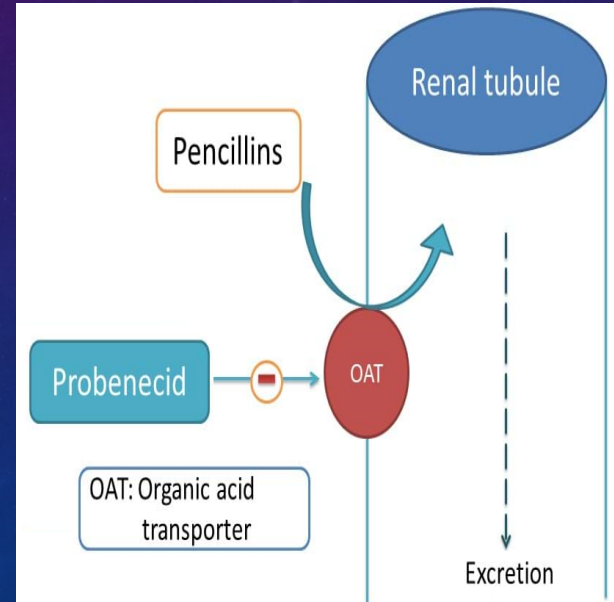 Renal tubule
Pencillins
OAT
Probenecid
OAT: Organic acid
transporter
Excretion